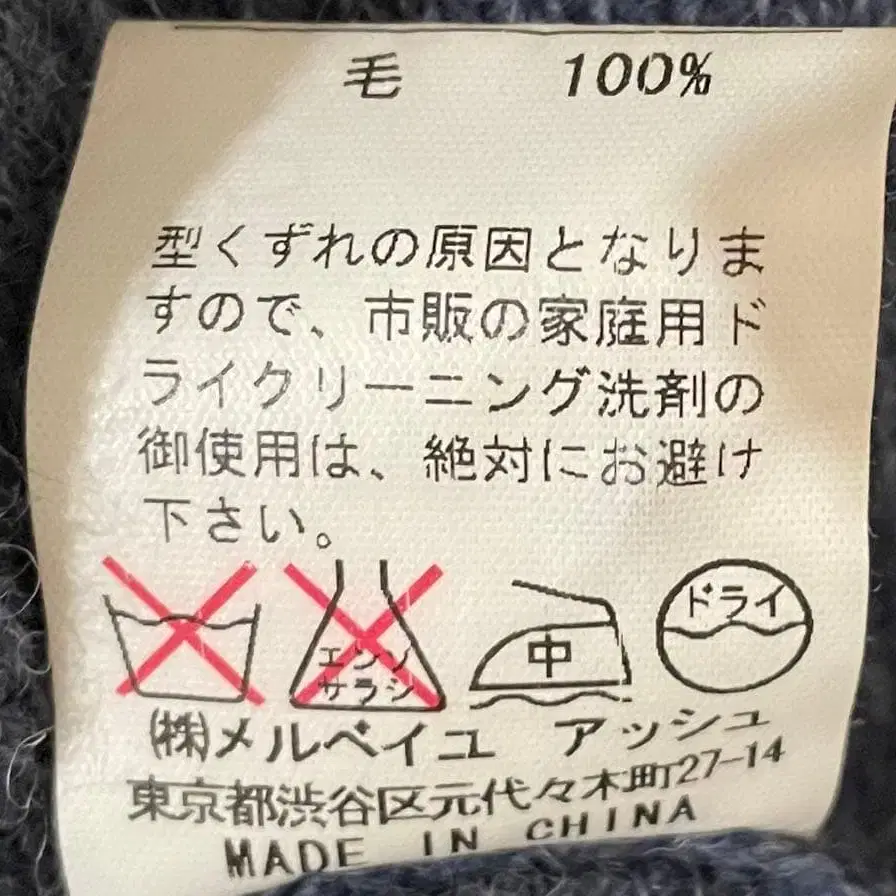 毛 100%
型くずれの原因となりま
すので、市販の家庭用ド
ライクリーニング洗剤の
御使用は、絶対にお避け
下さい。
エンソ
サラシ
中
ドライ
(株)メルベイユ アッシュ
東京都渋谷区元代々木町27-14
MADE IN CHINA